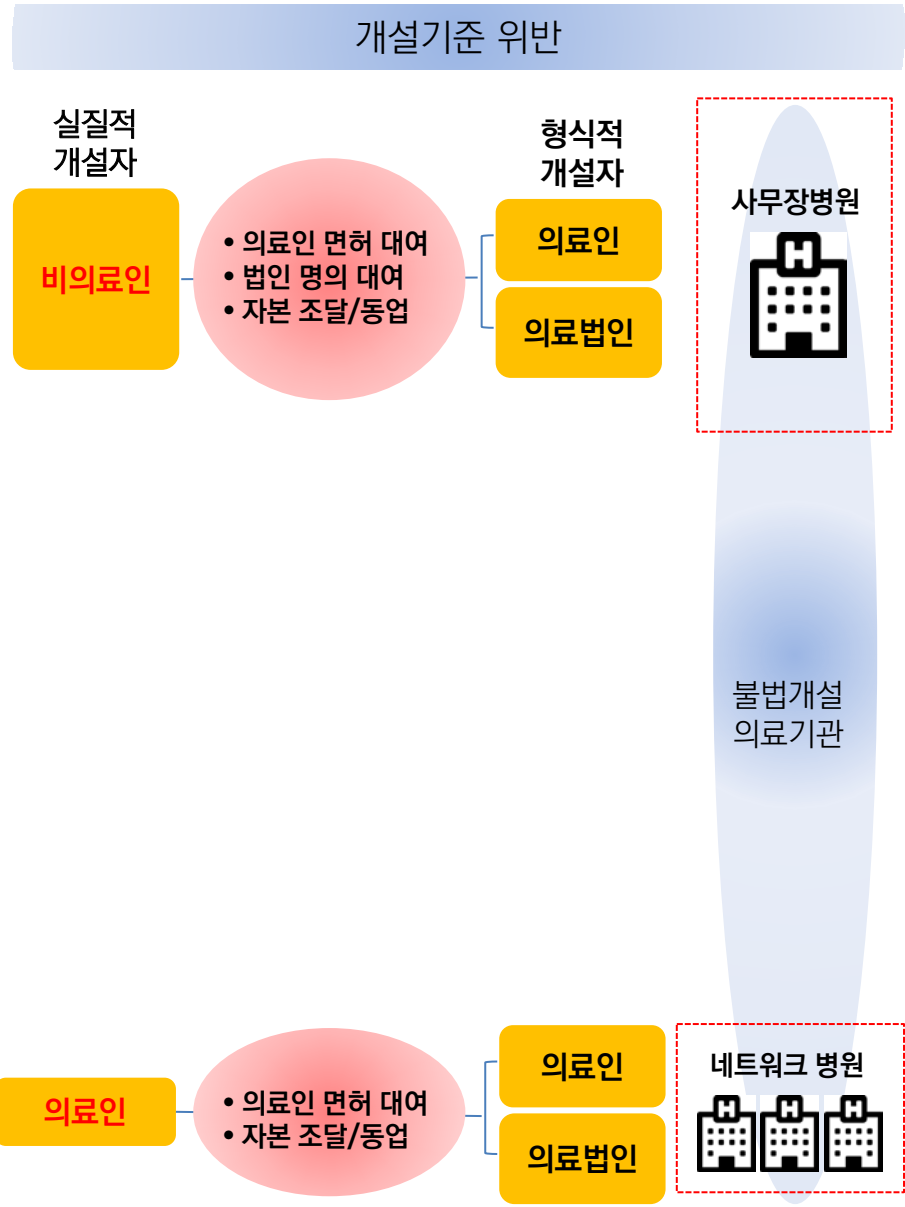 개설기준 위반
실질적
개설자
형식적
개설자
사무장병원
비의료인
• 의료인 면허 대여
• 법인 명의 대여
• 자본 조달/동업
의료인
의료법인
불법개설
의료기관
의료인
• 의료인 면허 대여
• 자본 조달/동업
의료인
의료법인
네트워크 병원